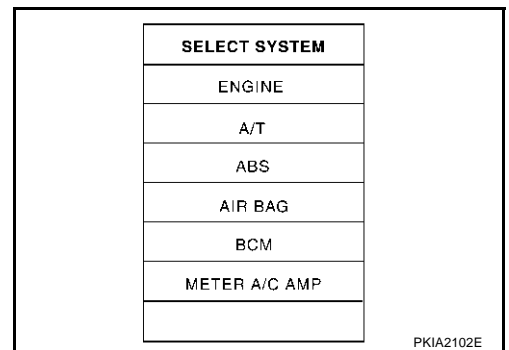 SELECT SYSTEM
ENGINE
A/T
ABS
AIR BAG
BCM
METER A/C AMP
PKIA2102E